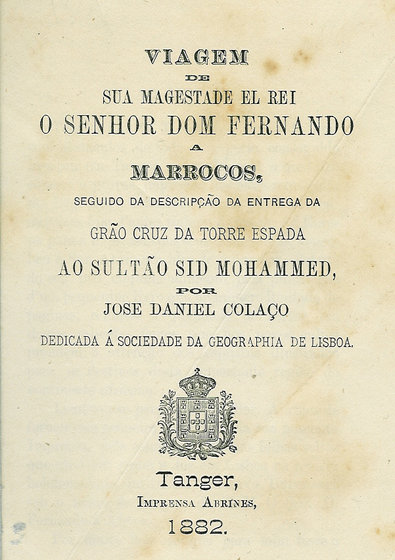 VIAGEM
DE
SUA MAGESTADE EL REI
O SENHOR DOM FERNANDO
A
MARROCOS,
SEGUIDO DA DESCRIPÇÃO DA ENTREGA DA
GRÃO CRUZ DA TORRE ESPADA
AO SULTÃO SID MOHAMMED,
POR
JOSE DANIEL COLAÇO
DEDICADA Á SOCIEDADE DA GEOGRAPHIA DE LISBOA.
Tanger,
IMPRENSA ABRINES,
1882.